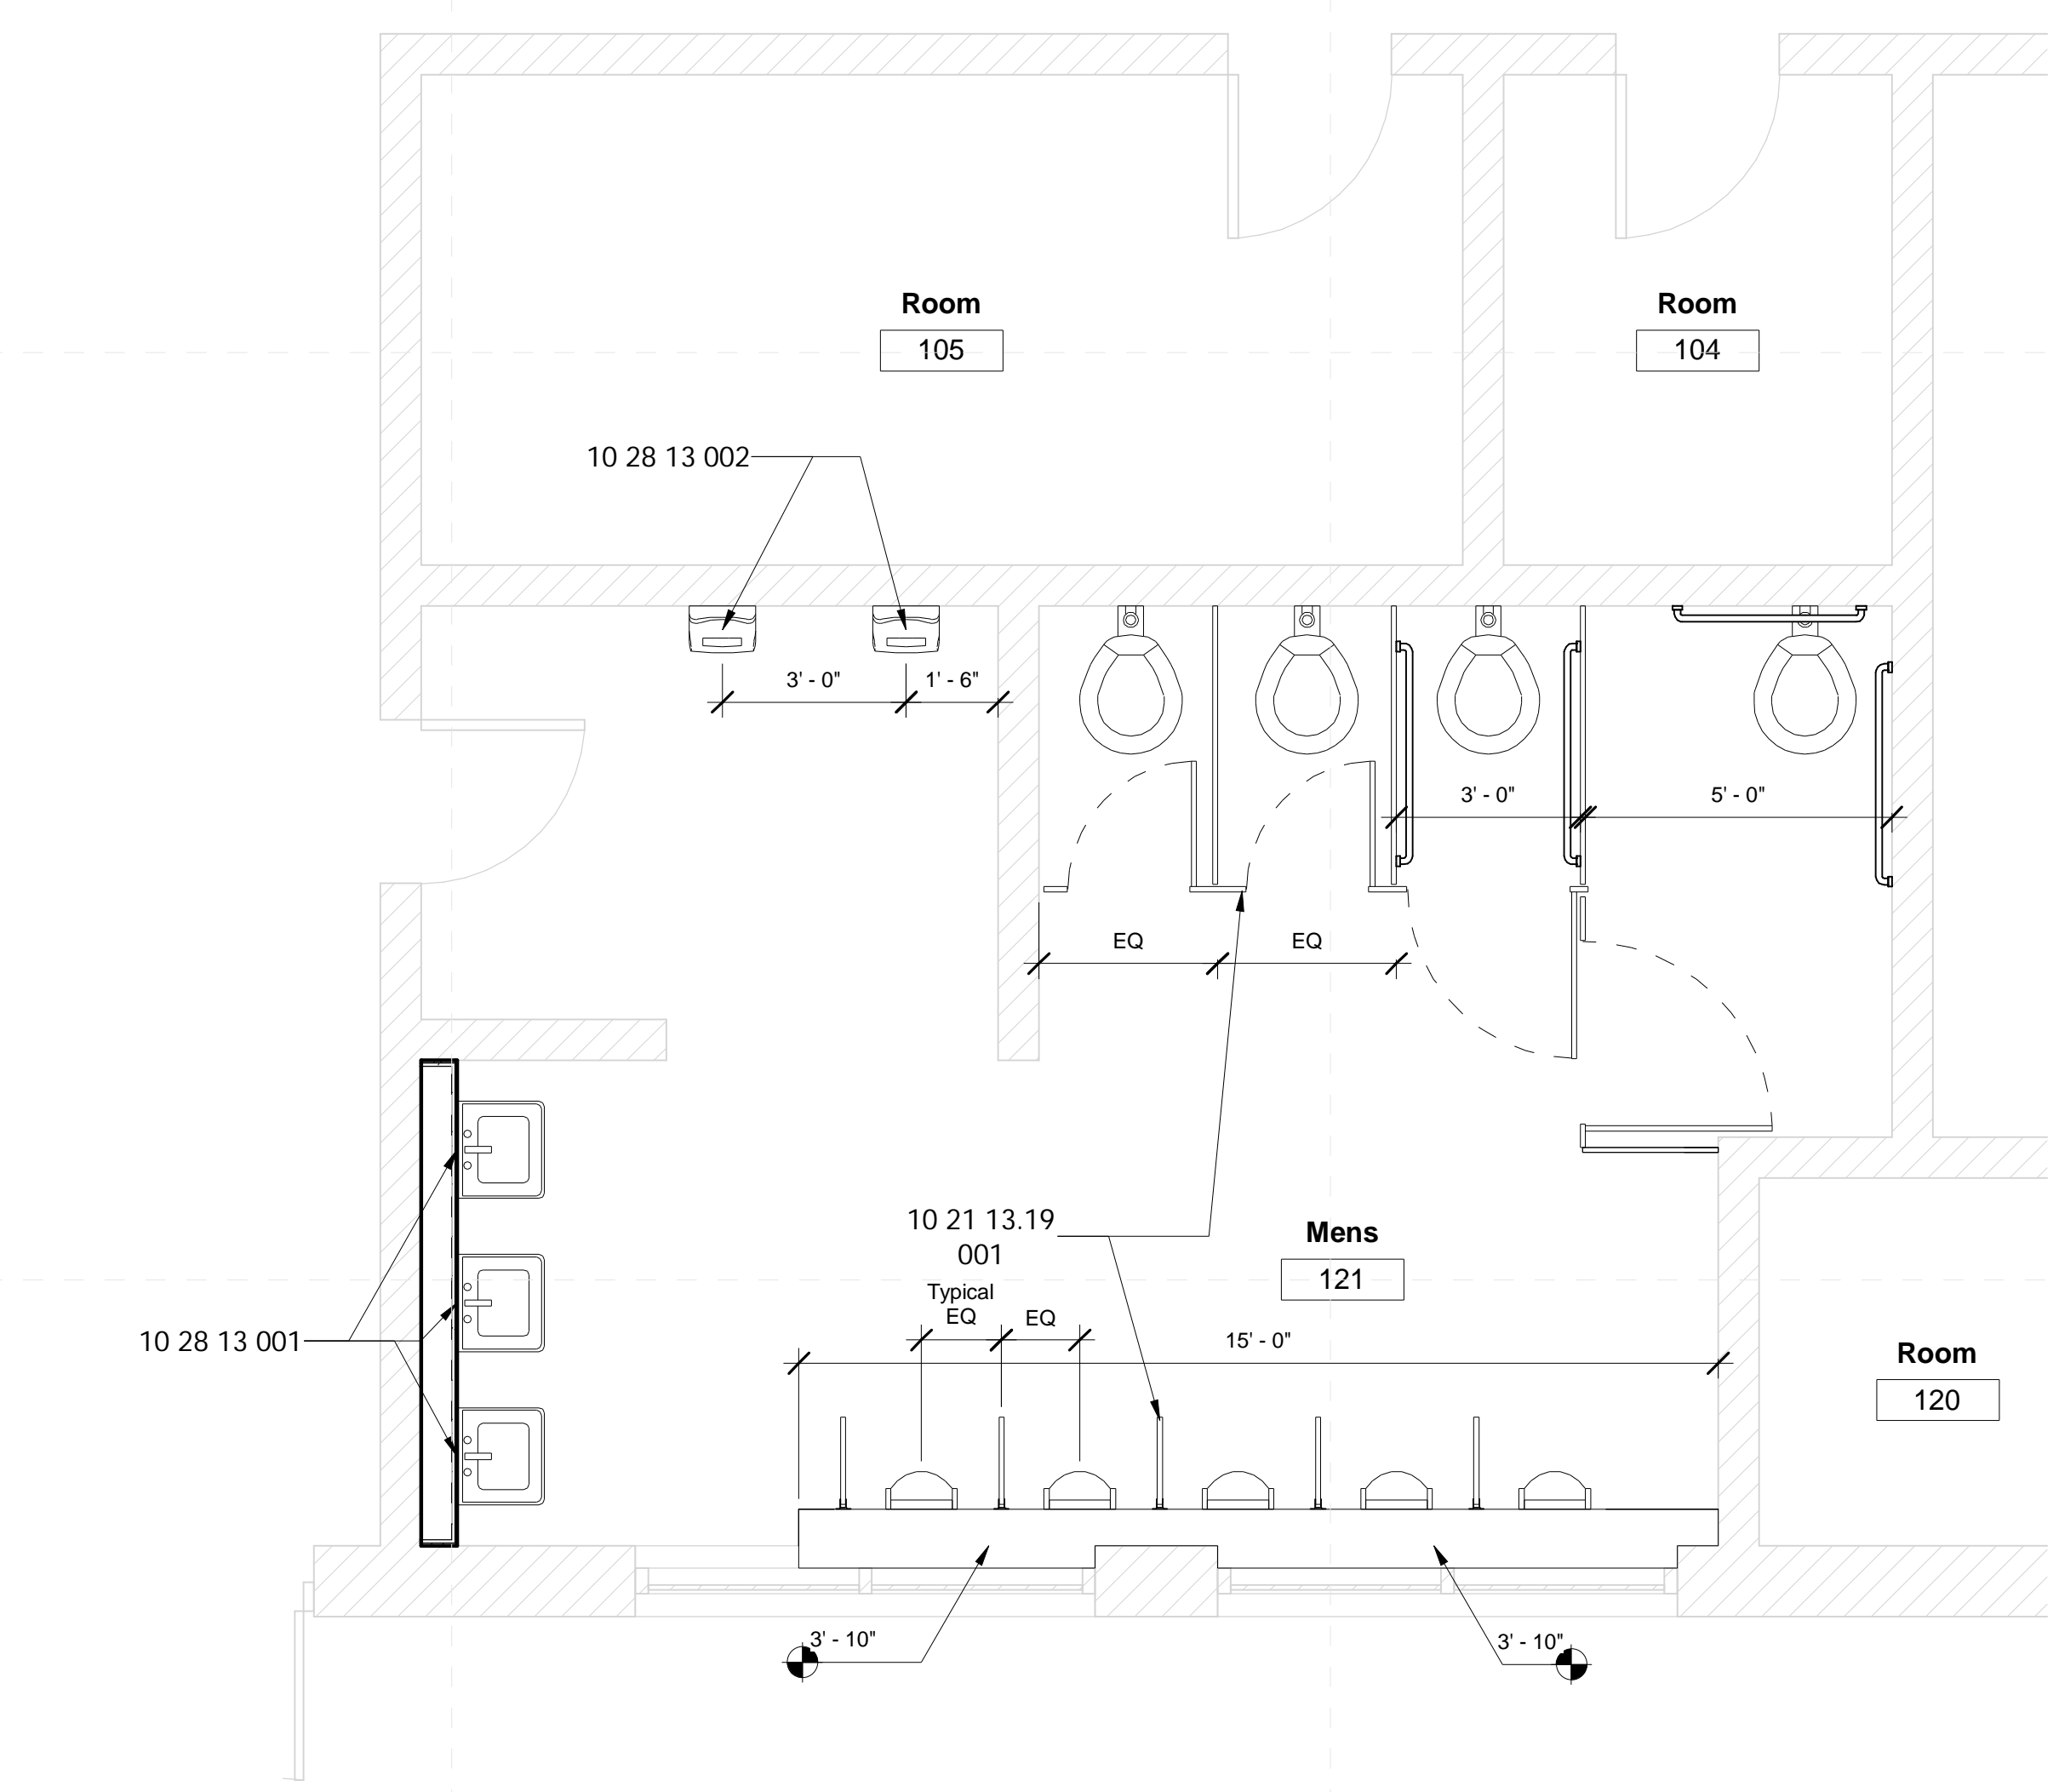 Room
105
Room
104
10 28 13 002
3' - 0"
1' - 6"
3' - 0"
5' - 0"
EQ
EQ
10 21 13.19
001
Typical
EQ
EQ
Mens
121
10 28 13 001
15' - 0"
Room
120
3' - 10"
3' - 10"